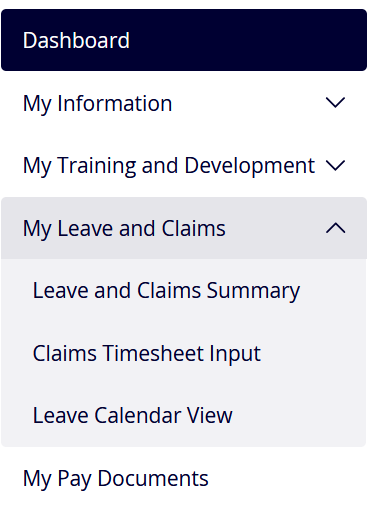 Dashboard
My Information
My Training and Development
My Leave and Claims
Leave and Claims Summary
Claims Timesheet Input
Leave Calendar View
My Pay Documents